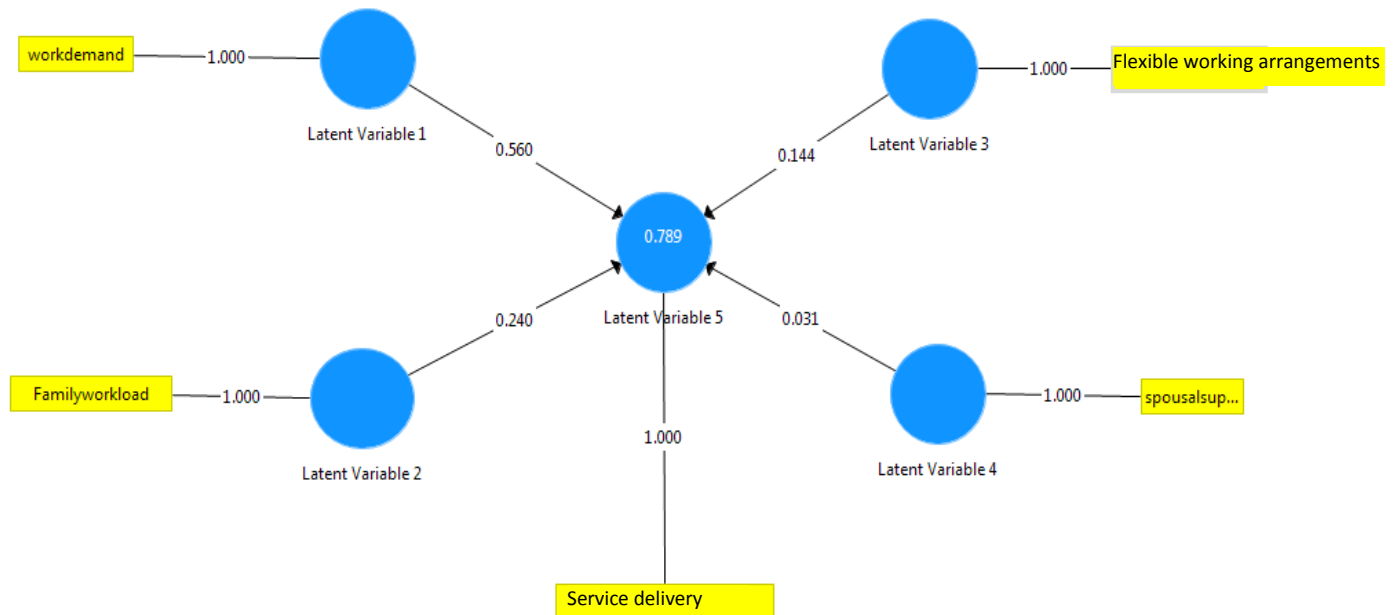 workdemand
1.000
Latent Variable 1
0.560
Flexible working arrangements
1.000
Latent Variable 3
0.144
0.789
Latent Variable 5
Familyworkload
1.000
Latent Variable 2
0.240
0.031
1.000
spousalsup...
Latent Variable 4
1.000
Service delivery